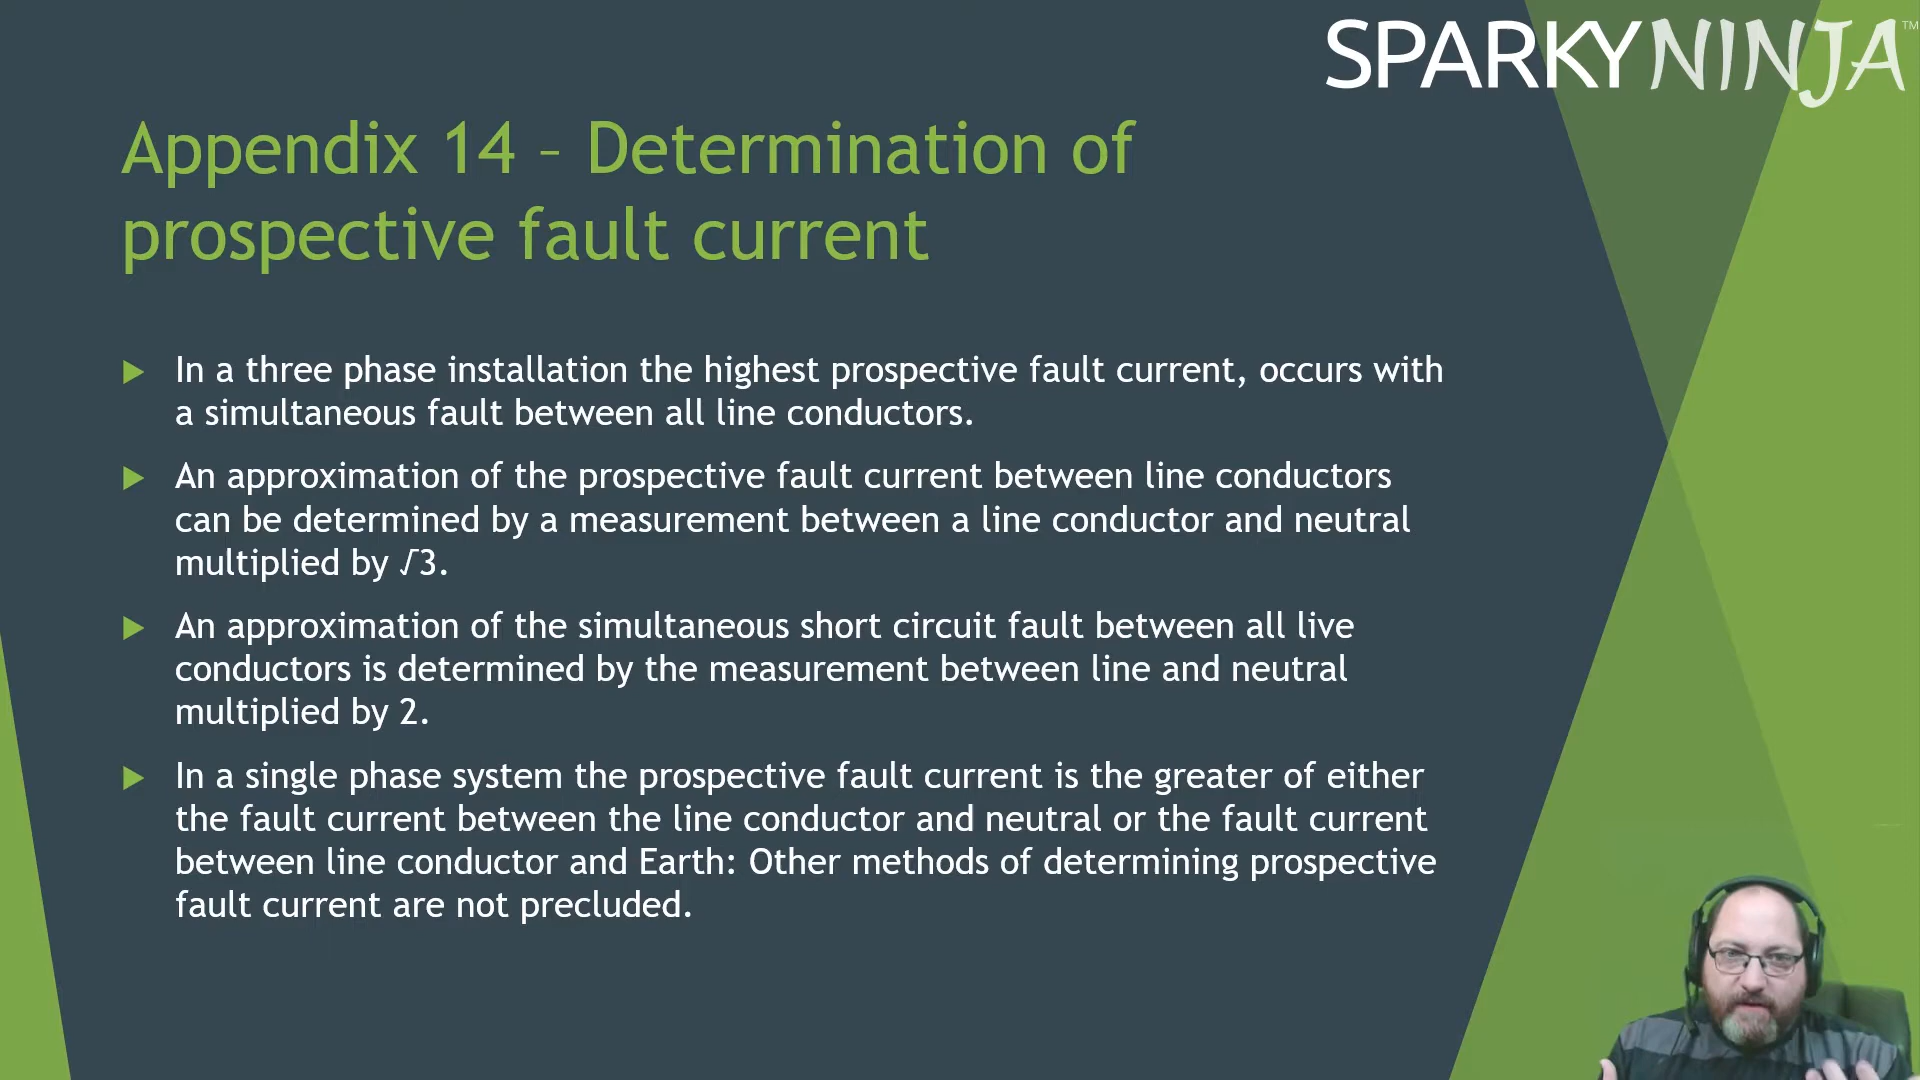 SPARKYNINJA™
Appendix 14 – Determination of
prospective fault current
In a three phase installation the highest prospective fault current, occurs with
a simultaneous fault between all line conductors.
An approximation of the prospective fault current between line conductors
can be determined by a measurement between a line conductor and neutral
multiplied by √3.
An approximation of the simultaneous short circuit fault between all live
conductors is determined by the measurement between line and neutral
multiplied by 2.
In a single phase system the prospective fault current is the greater of either
the fault current between the line conductor and neutral or the fault current
between line conductor and Earth: Other methods of determining prospective
fault current are not precluded.